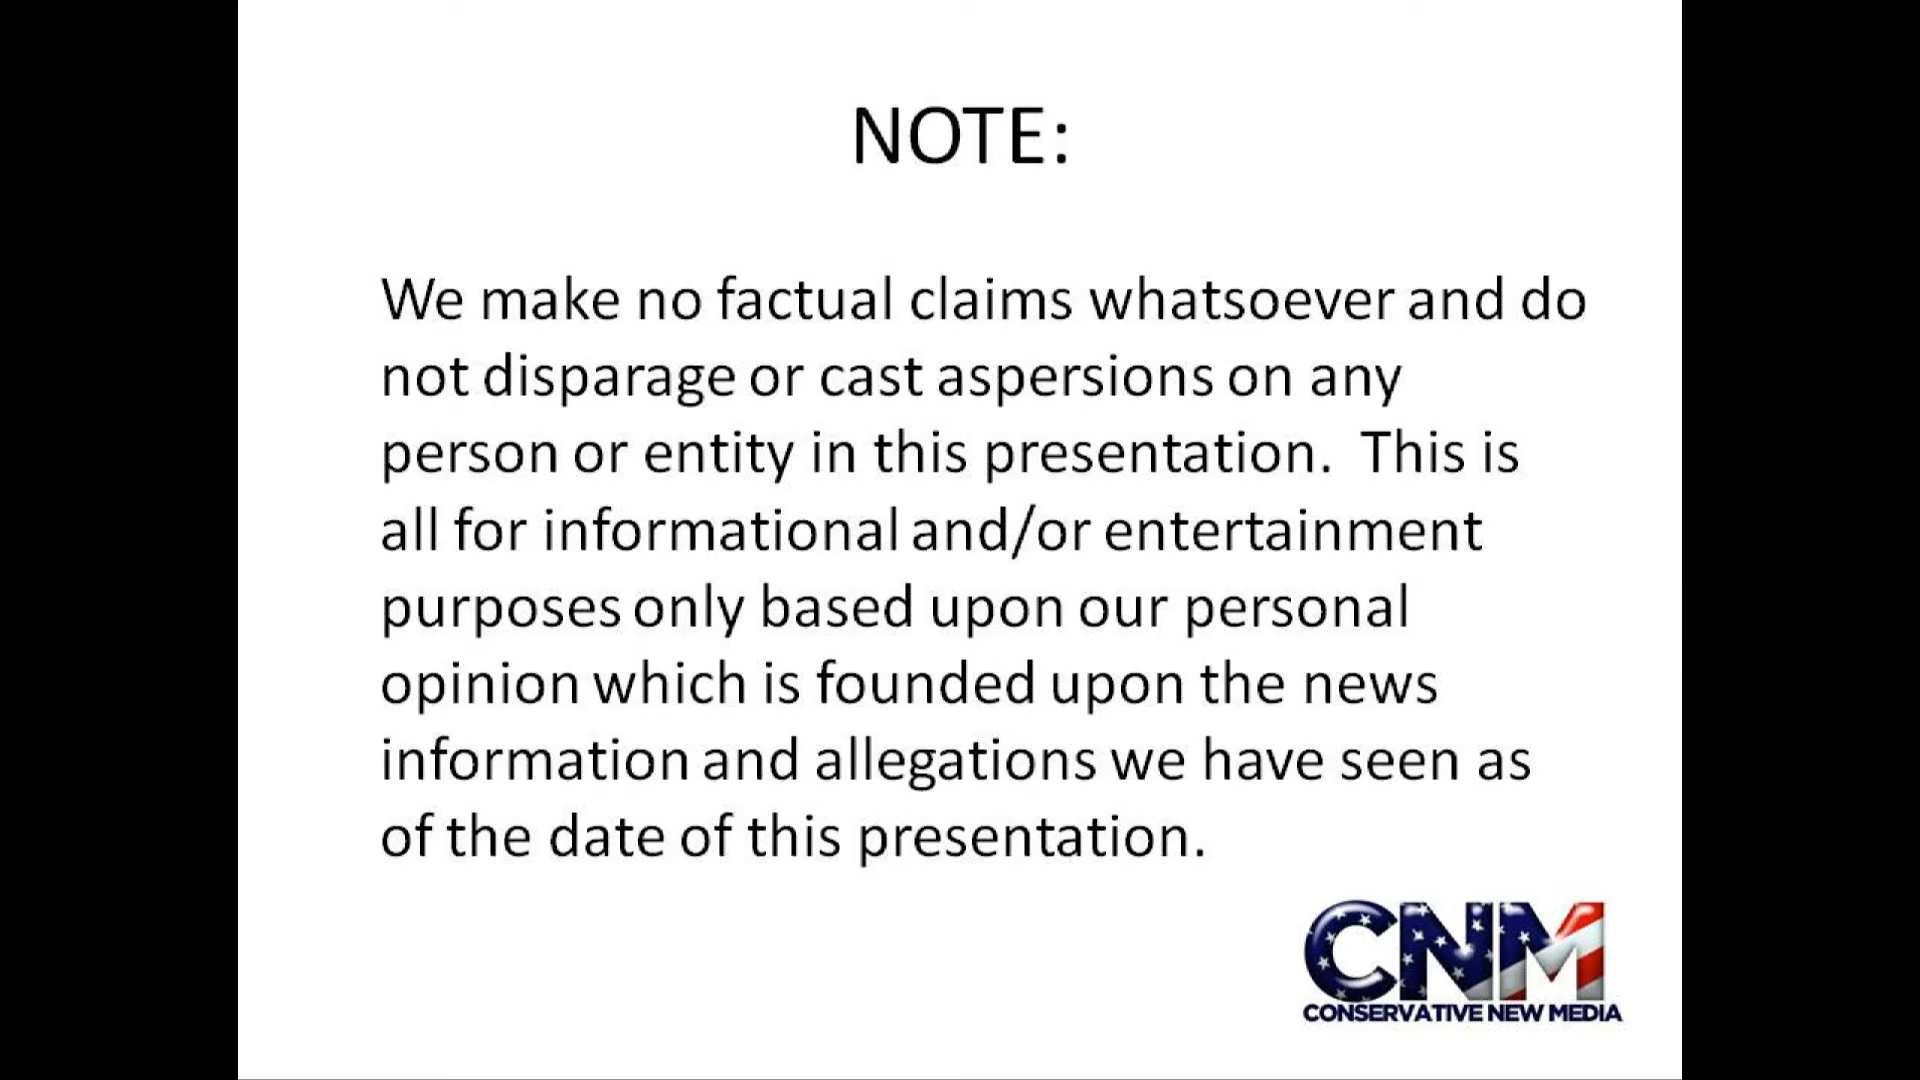 NOTE:
We make no factual claims whatsoever and do
not disparage or cast aspersions on any
person or entity in this presentation.  This is
all for informational and/or entertainment
purposes only based upon our personal
opinion which is founded upon the news
information and allegations we have seen as
of the date of this presentation.
CNM
CONSERVATIVE NEW MEDIA